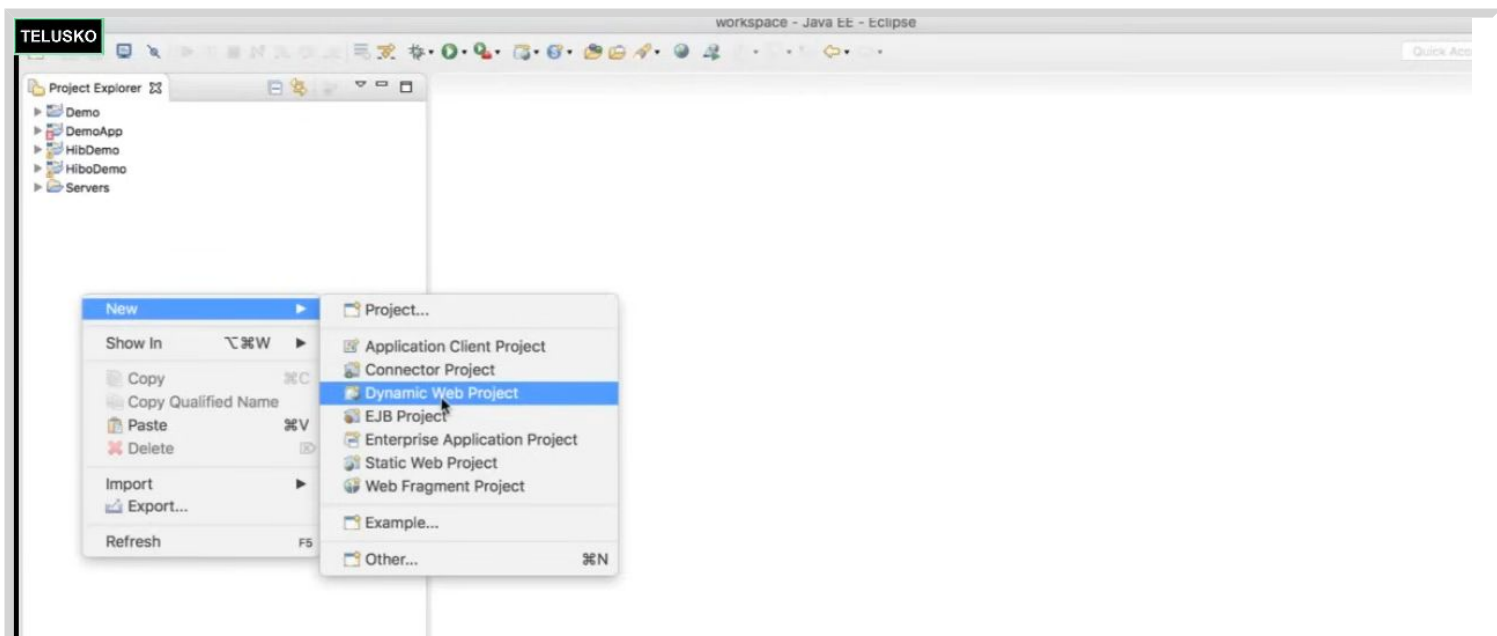 workspace - Java EE - Eclipse
TELUSKO
Project Explorer
Demo
DemoApp
HibDemo
HiboDemo
Servers
New
Show In ⌥⌘W
Copy ⌘C
Copy Qualified Name
Paste ⌘V
Delete
Import
Export...
Refresh F5
Project...
Application Client Project
Connector Project
Dynamic Web Project
EJB Project
Enterprise Application Project
Static Web Project
Web Fragment Project
Example...
Other... ⌘N